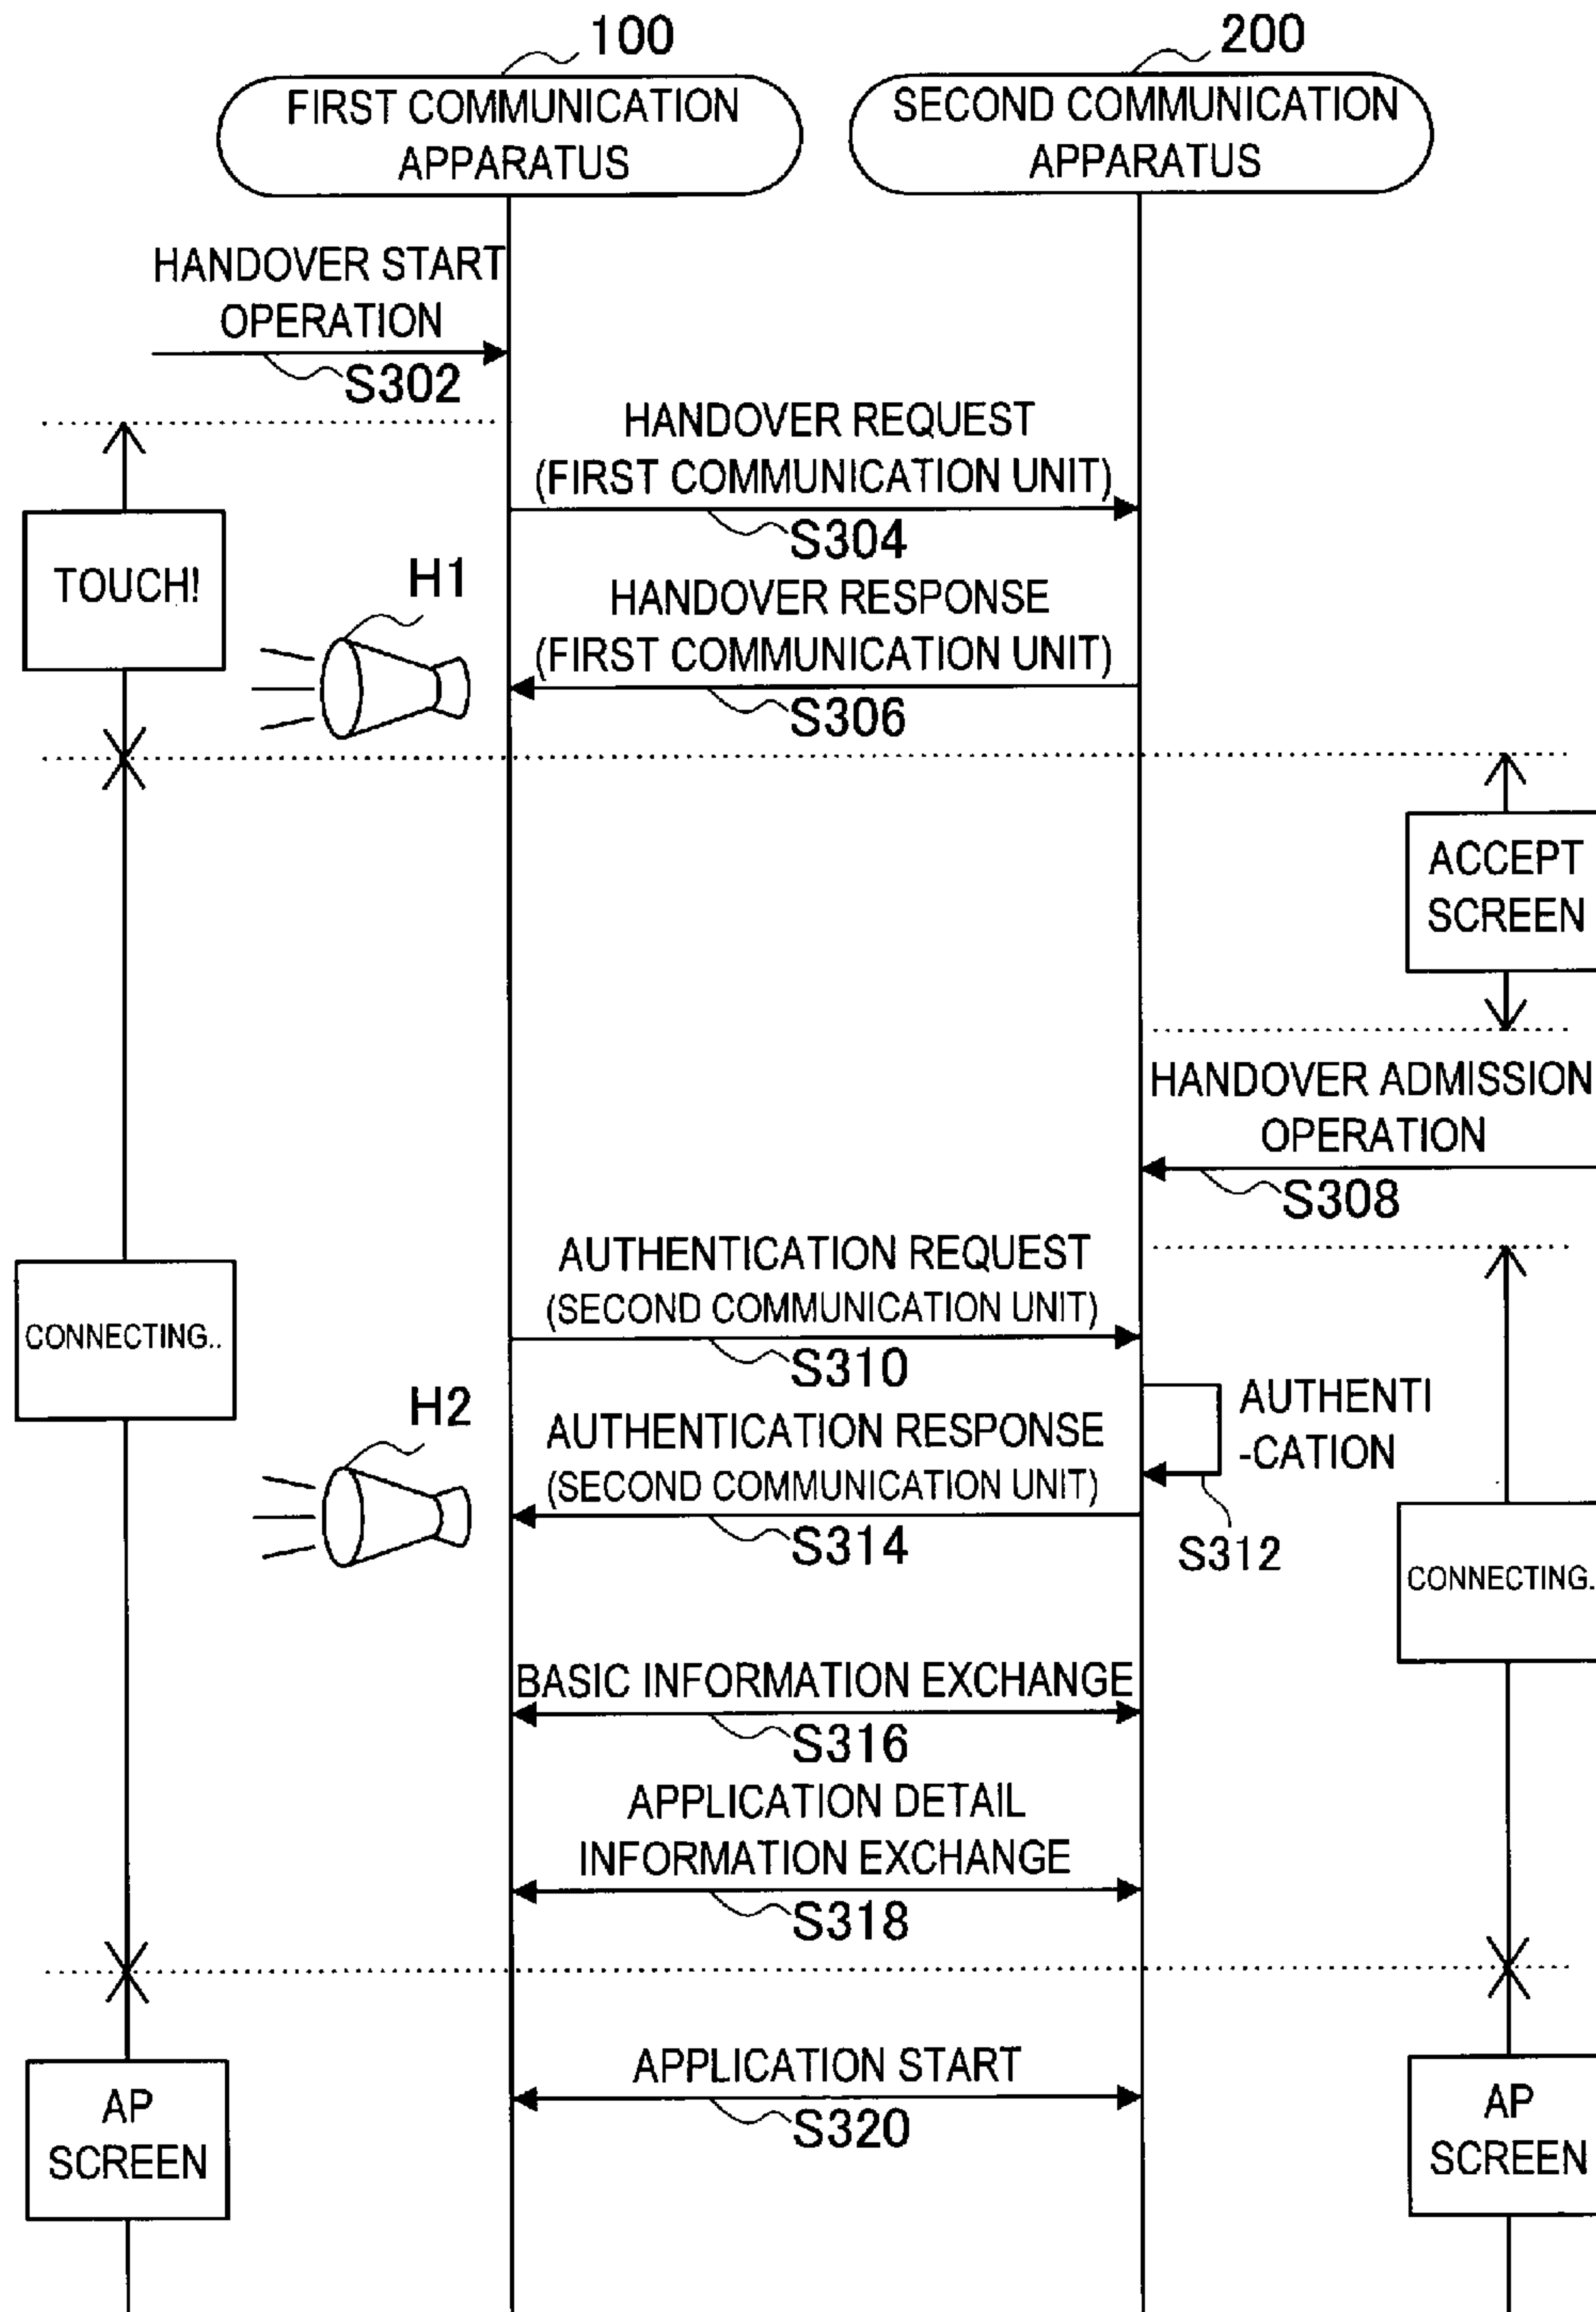 100
200
FIRST COMMUNICATION
APPARATUS
SECOND COMMUNICATION
APPARATUS
HANDOVER START
OPERATION
S302
HANDOVER REQUEST
(FIRST COMMUNICATION UNIT)
S304
TOUCH!
H1
HANDOVER RESPONSE
(FIRST COMMUNICATION UNIT)
S306
ACCEPT
SCREEN
HANDOVER ADMISSION
OPERATION
S308
AUTHENTICATION REQUEST
(SECOND COMMUNICATION UNIT)
S310
CONNECTING..
H2
AUTHENTI
-CATION
S312
AUTHENTICATION RESPONSE
(SECOND COMMUNICATION UNIT)
S314
CONNECTING.
BASIC INFORMATION EXCHANGE
S316
APPLICATION DETAIL
INFORMATION EXCHANGE
S318
APPLICATION START
S320
AP
SCREEN
AP
SCREEN